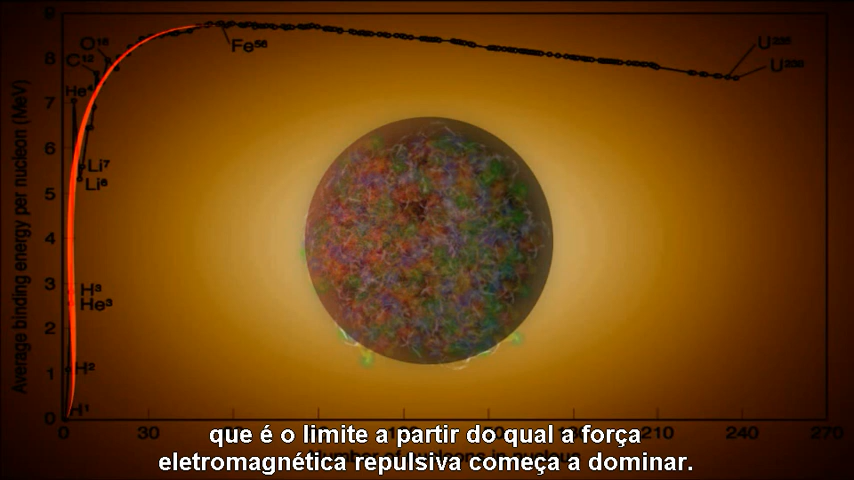 9
8
7
6
5
4
3
2
1
0
Average binding energy per nucleon (MeV)
O¹⁶
C¹²
He⁴
Li⁷
Li⁶
H³
He³
H²
H¹
Fe⁵⁶
U²³⁵
U²³⁸
0 30 210 240 270
que é o limite a partir do qual a força
eletromagnética repulsiva começa a dominar.